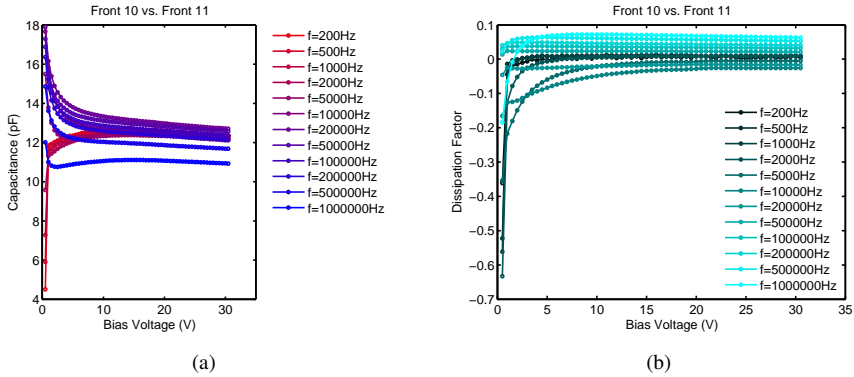 Front 10 vs. Front 11
18
16
14
12
10
8
6
4
0
10
20
30
Capacitance (pF)
Bias Voltage (V)
f=200Hz
f=500Hz
f=1000Hz
f=2000Hz
f=5000Hz
f=10000Hz
f=20000Hz
f=50000Hz
f=100000Hz
f=200000Hz
f=500000Hz
f=1000000Hz
(a)
Front 10 vs. Front 11
0.1
0
−0.1
−0.2
−0.3
−0.4
−0.5
−0.6
−0.7
0
5
10
15
20
25
30
35
Dissipation Factor
Bias Voltage (V)
f=200Hz
f=500Hz
f=1000Hz
f=2000Hz
f=5000Hz
f=10000Hz
f=20000Hz
f=50000Hz
f=100000Hz
f=200000Hz
f=500000Hz
f=1000000Hz
(b)